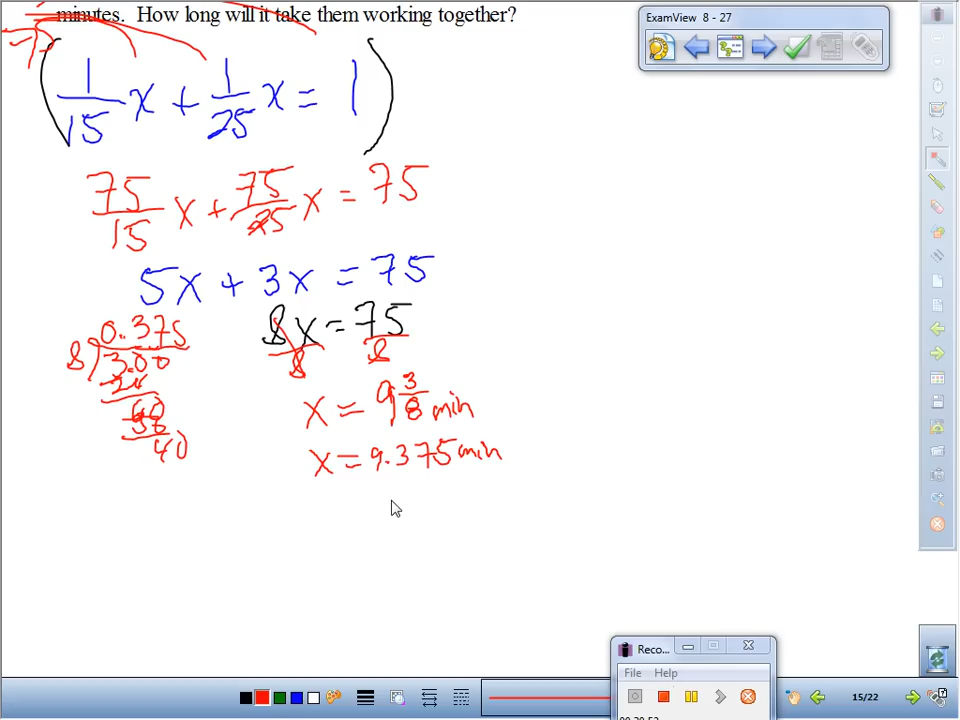 minutes. How long will it take them working together?
ExamView 8 - 27
(1/15 x + 1/25 x = 1)
75/15 x + 75/25 x = 75
5x + 3x = 75
8x/8 = 75/8
0.375
8)3.00
24
60
56
40
x = 9 3/8 min
x = 9.375 min
Reco...
File Help
15/22